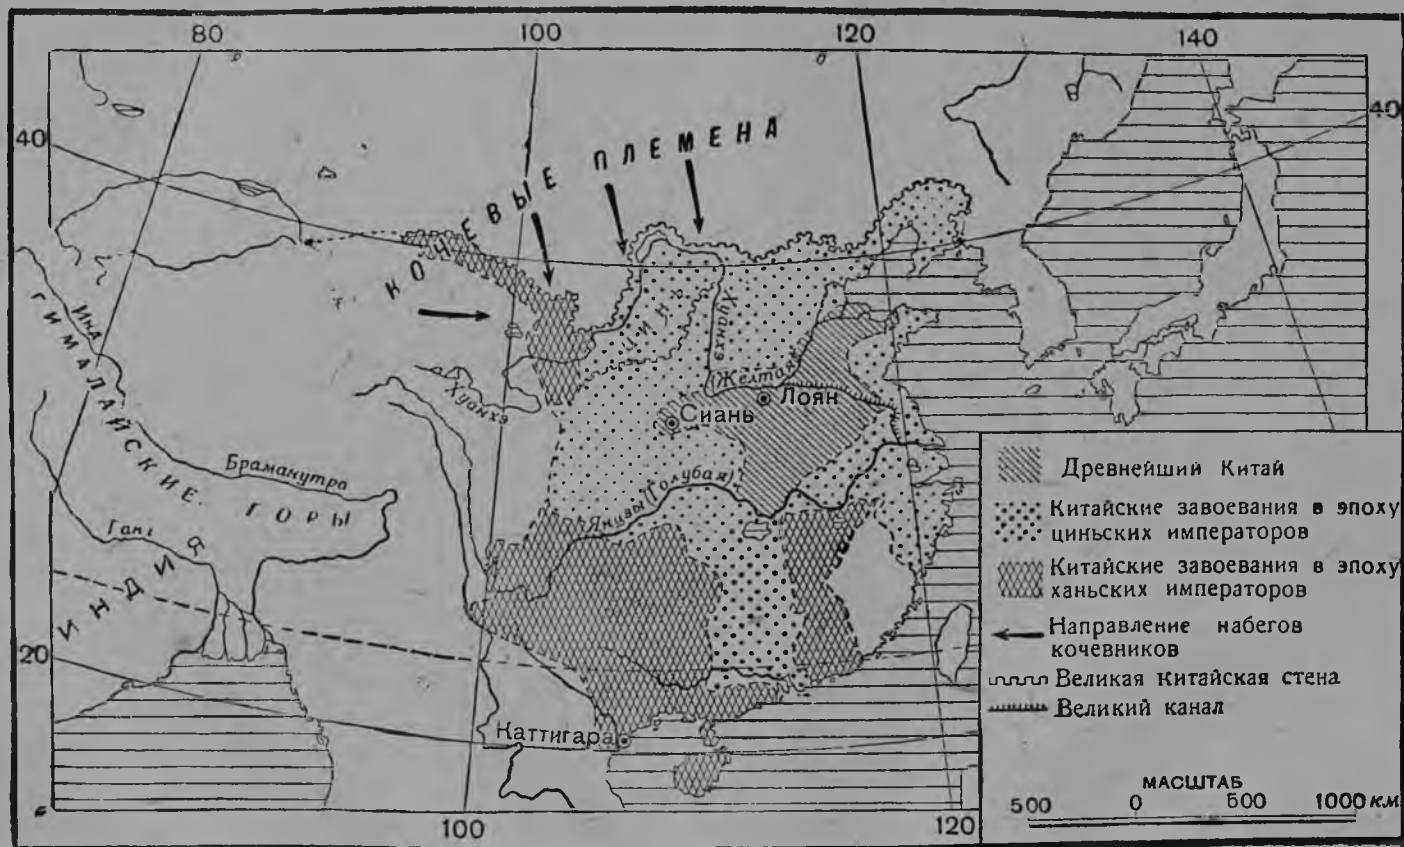 80 100 120 140
40 40
КОЧЕВЫЕ ПЛЕМЕНА
ЦИН
Хуанхэ
(Жёлтая)
Инд
ГИМАЛАЙСКИЕ ГОРЫ
Хуанхэ
Лоян
Сиань
Брамапутра
Янцзы (Голубая)
Ганг
ИНДИЯ
20
Каттигара
100 120
Древнейший Китай
Китайские завоевания в эпоху
циньских императоров
Китайские завоевания в эпоху
ханьских императоров
Направление набегов
кочевников
Великая Китайская стена
Великий канал
МАСШТАБ
500 0 500 1000 км